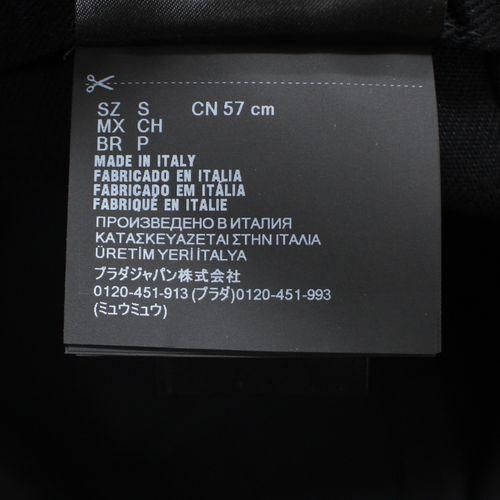 SZ S CN 57 cm
MX CH
BR P
MADE IN ITALY
FABRICADO EN ITALIA
FABRICADO EM ITÁLIA
FABRIQUÉ EN ITALIE
ПРОИЗВЕДЕНО В ИТАЛИЯ
ΚΑΤΑΣΚΕΥΑΖΕΤΑΙ ΣΤΗΝ ΙΤΑΛΙΑ
ÜRETİM YERİ İTALYA
プラダジャパン株式会社
0120-451-913 (プラダ)0120-451-993
(ミュウミュウ)